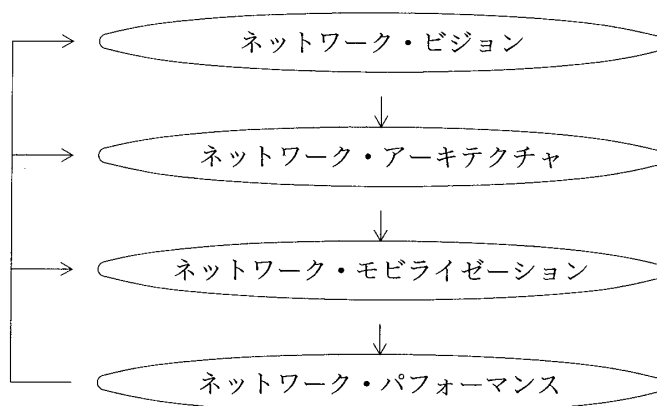 ネットワーク・ビジョン
ネットワーク・アーキテクチャ
ネットワーク・モビライゼーション
ネットワーク・パフォーマンス